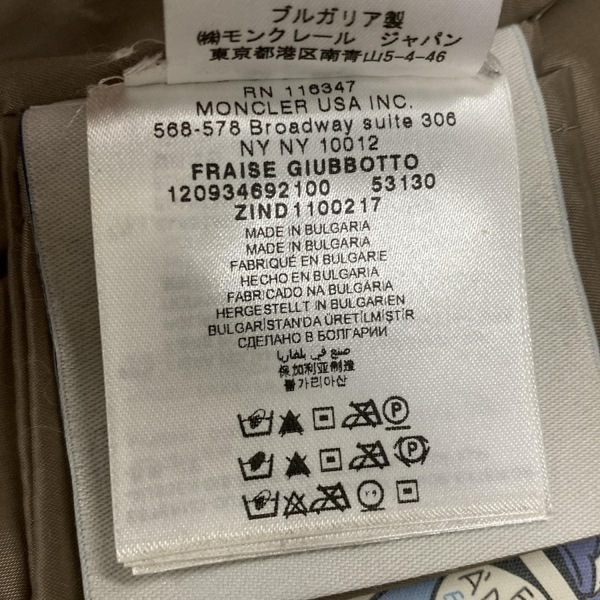 ブルガリア製
㈱モンクレール ジャパン
東京都港区南青山5-4-46
RN 116347
MONCLER USA INC.
568-578 Broadway suite 306
NY NY 10012
FRAISE GIUBBOTTO
120934692100 53130
ZIND1100217
MADE IN BULGARIA
MADE IN BULGARIA
FABRIQUÉ EN BULGARIE
HECHO EN BULGARIA
FABRICADO NA BULGÁRIA
HERGESTELLT IN BULGARIEN
BULGARİSTAN'DA ÜRETİLMİŞTİR
СДЕЛАНО В БОЛГАРИИ
صنع في بلغاريا
保加利亚制造
불가리아산
P
P